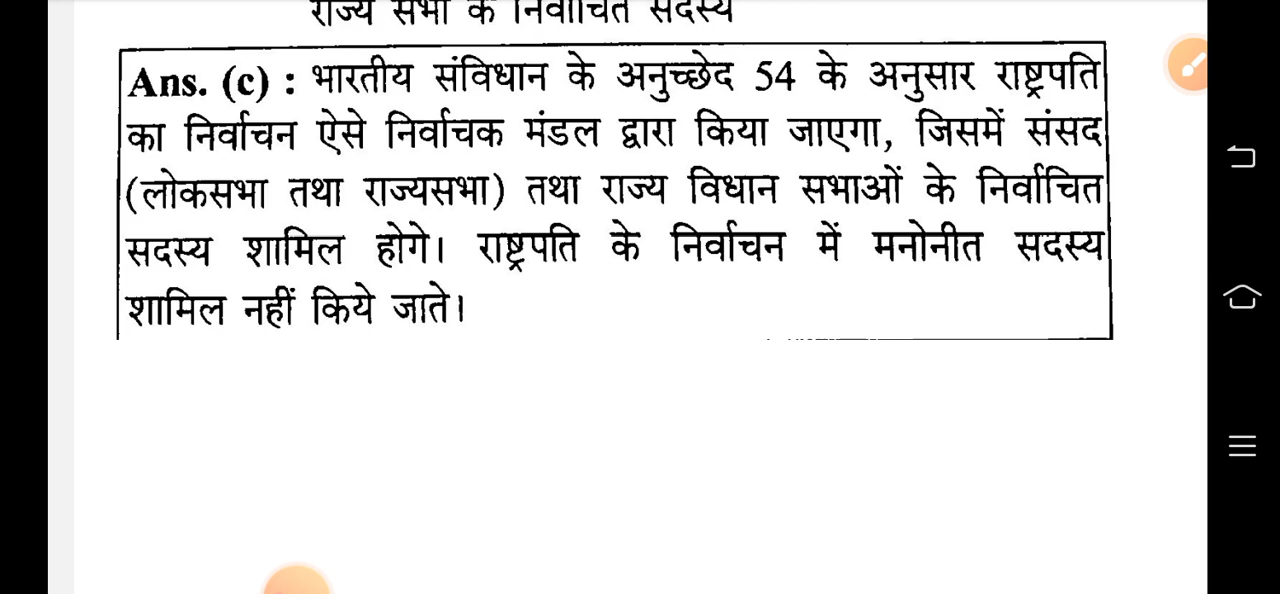 राज्य सभा के निर्वाचित सदस्य
Ans. (c) : भारतीय संविधान के अनुच्छेद 54 के अनुसार राष्ट्रपति
का निर्वाचन ऐसे निर्वाचक मंडल द्वारा किया जाएगा, जिसमें संसद
(लोकसभा तथा राज्यसभा) तथा राज्य विधान सभाओं के निर्वाचित
सदस्य शामिल होगे। राष्ट्रपति के निर्वाचन में मनोनीत सदस्य
शामिल नहीं किये जाते।